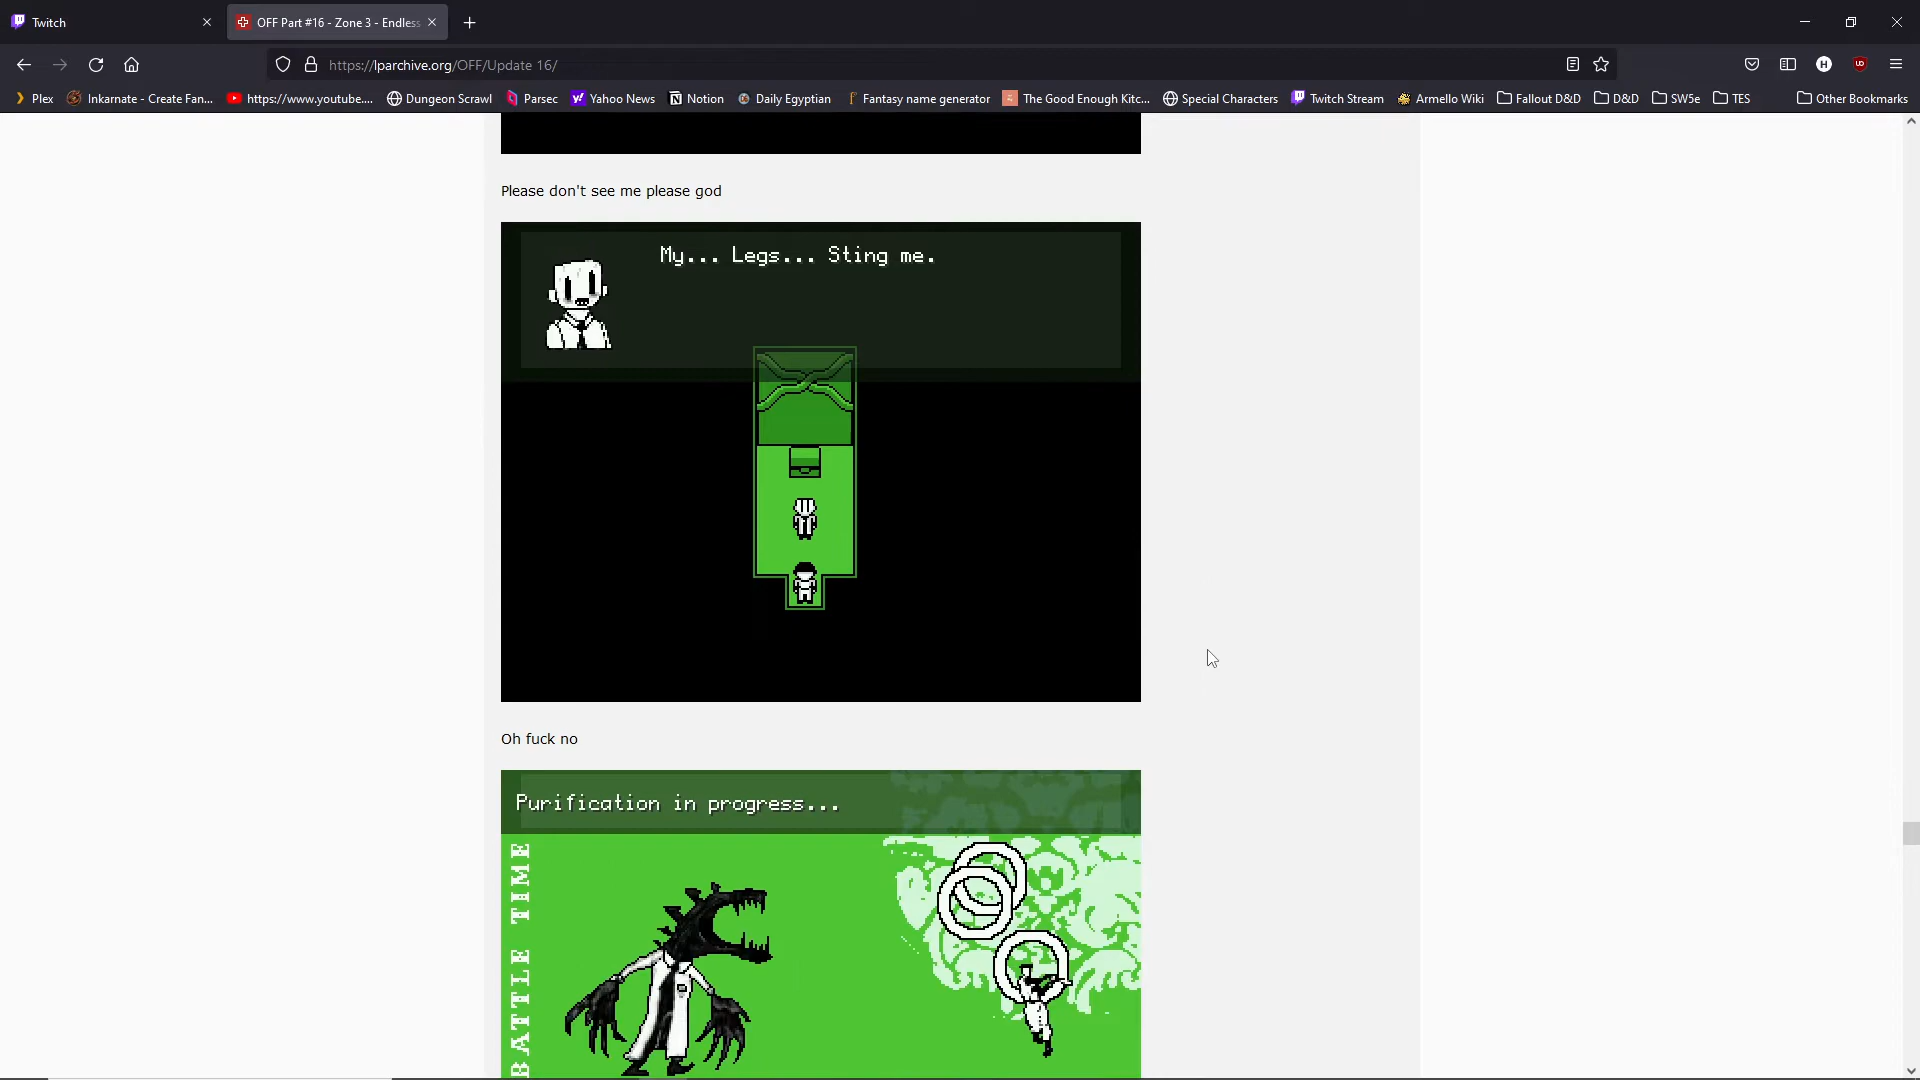 Twitch
OFF Part #16 - Zone 3 - Endless
https://lparchive.org/OFF/Update 16/
Plex
Inkarnate - Create Fan...
https://www.youtube....
Dungeon Scrawl
Parsec
Yahoo News
Notion
Daily Egyptian
Fantasy name generator
The Good Enough Kitc...
Special Characters
Twitch Stream
Armello Wiki
Fallout D&D
D&D
SW5e
TES
Other Bookmarks
Please don't see me please god
My... Legs... Sting me.
Oh fuck no
Purification in progress...
BATTLE TIME